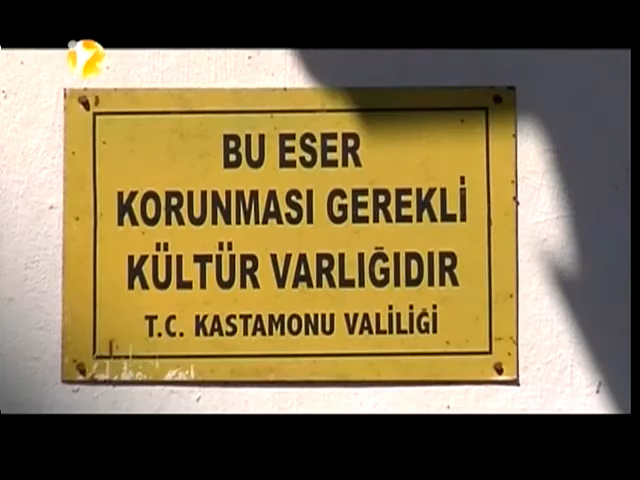 BU ESER
KORUNMASI GEREKLİ
KÜLTÜR VARLIĞIDIR
T.C. KASTAMONU VALİLİĞİ